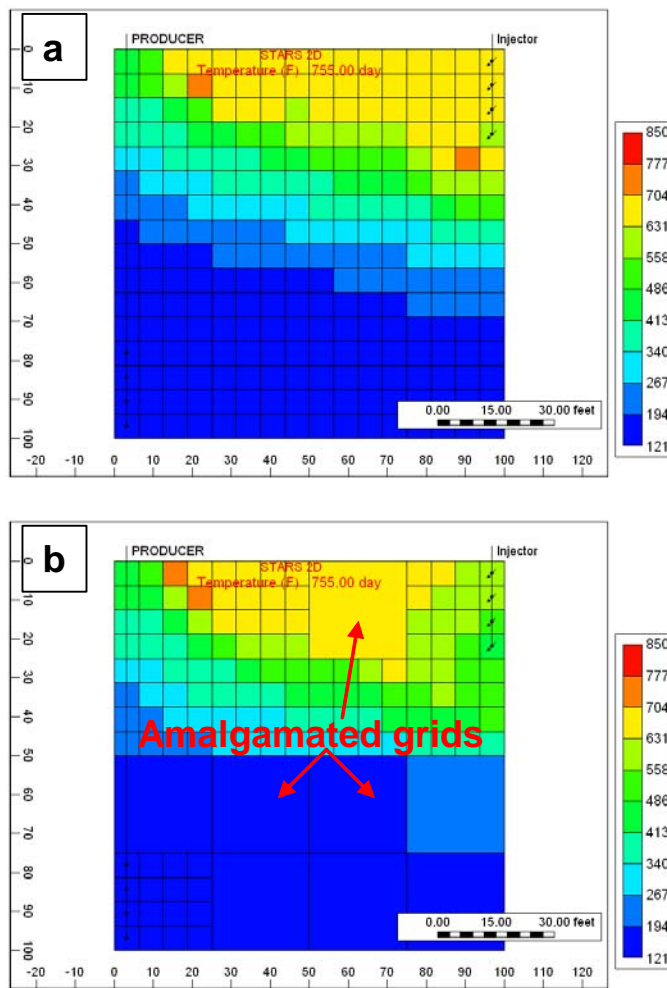 a
PRODUCER
Injector
STARS 2D
Temperature (F) 755.00 day
0
10
20
30
40
50
60
70
80
90
100
850
777
704
631
558
486
413
340
267
194
121
0.00 15.00 30.00 feet
-20 -10 0 10 20 30 40 50 60 70 80 90 100 110 120
b
PRODUCER
Injector
STARS 2D
Temperature (F) 755.00 day
0
10
20
30
40
50
60
70
80
90
100
Amalgamated grids
850
777
704
631
558
486
413
340
267
194
121
0.00 15.00 30.00 feet
-20 -10 0 10 20 30 40 50 60 70 80 90 100 110 120